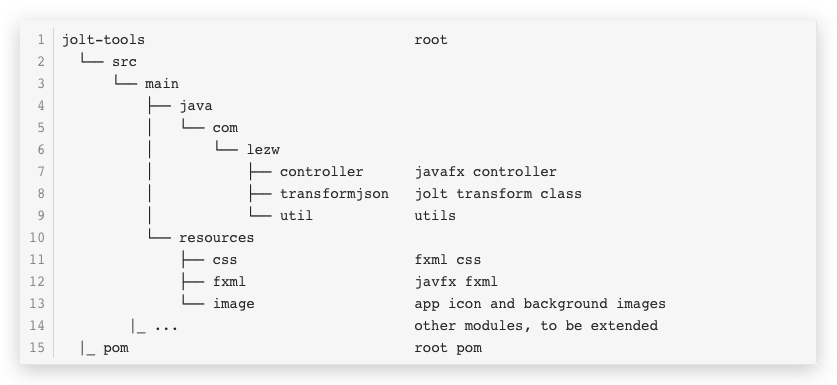 1 jolt-tools                                root
2   └── src
3       └── main
4           ├── java
5           │   └── com
6           │       └── lezw
7           │           ├── controller      javafx controller
8           │           ├── transformjson   jolt transform class
9           │           └── util            utils
10          └── resources
11              ├── css                     fxml css
12              ├── fxml                    javfx fxml
13              └── image                   app icon and background images
14        |_ ...                            other modules, to be extended
15  |_ pom                                  root pom